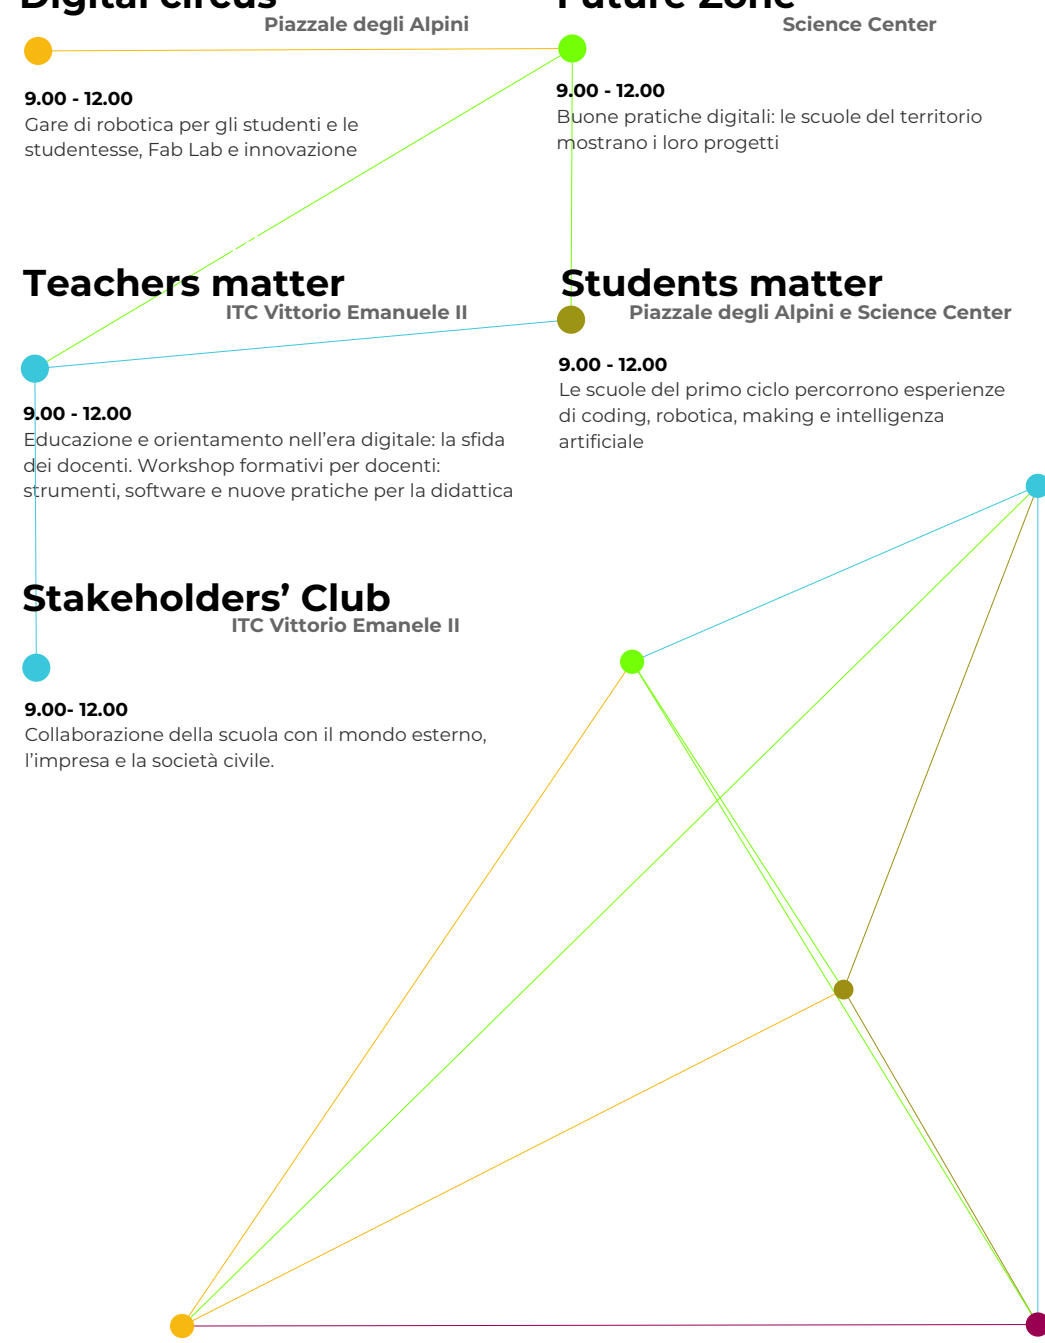 Digital circus
Piazzale degli Alpini
9.00 - 12.00
Gare di robotica per gli studenti e le
studentesse, Fab Lab e innovazione
Future Zone
Science Center
9.00 - 12.00
Buone pratiche digitali: le scuole del territorio
mostrano i loro progetti
Teachers matter
ITC Vittorio Emanuele II
9.00 - 12.00
Educazione e orientamento nell’era digitale: la sfida
dei docenti. Workshop formativi per docenti:
strumenti, software e nuove pratiche per la didattica
Students matter
Piazzale degli Alpini e Science Center
9.00 - 12.00
Le scuole del primo ciclo percorrono esperienze
di coding, robotica, making e intelligenza
artificiale
Stakeholders’ Club
ITC Vittorio Emanele II
9.00- 12.00
Collaborazione della scuola con il mondo esterno,
l’impresa e la società civile.